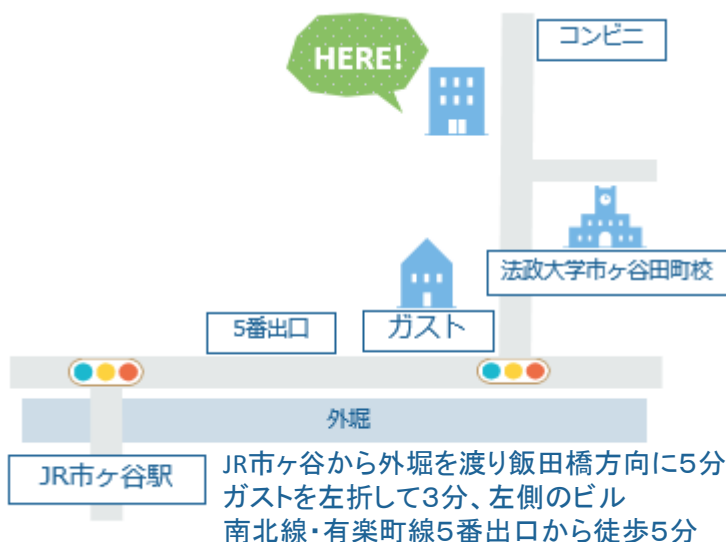 コンビニ
HERE!
法政大学市ヶ谷田町校
5番出口
ガスト
外堀
JR市ヶ谷駅
JR市ヶ谷から外堀を渡り飯田橋方向に５分
ガストを左折して３分、左側のビル
南北線・有楽町線５番出口から徒歩５分